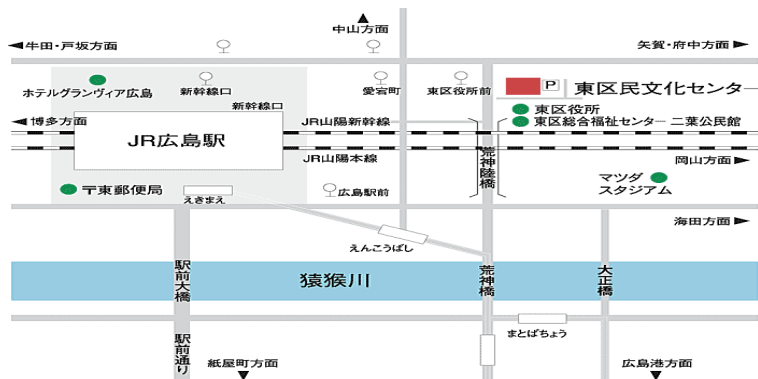 中山方面
牛田・戸坂方面
矢賀・府中方面
ホテルグランヴィア広島
新幹線口
愛宕町
東区役所前
P
東区民文化センター
新幹線口
東区役所
博多方面
JR山陽新幹線
東区総合福祉センター 二葉公民館
JR広島駅
JR山陽本線
荒神陸橋
岡山方面
マツダ
スタジアム
〒東郵便局
えきまえ
広島駅前
海田方面
えんこうばし
駅前大橋
猿猴川
荒神橋
大正橋
まとばちょう
駅前通り
紙屋町方面
広島港方面